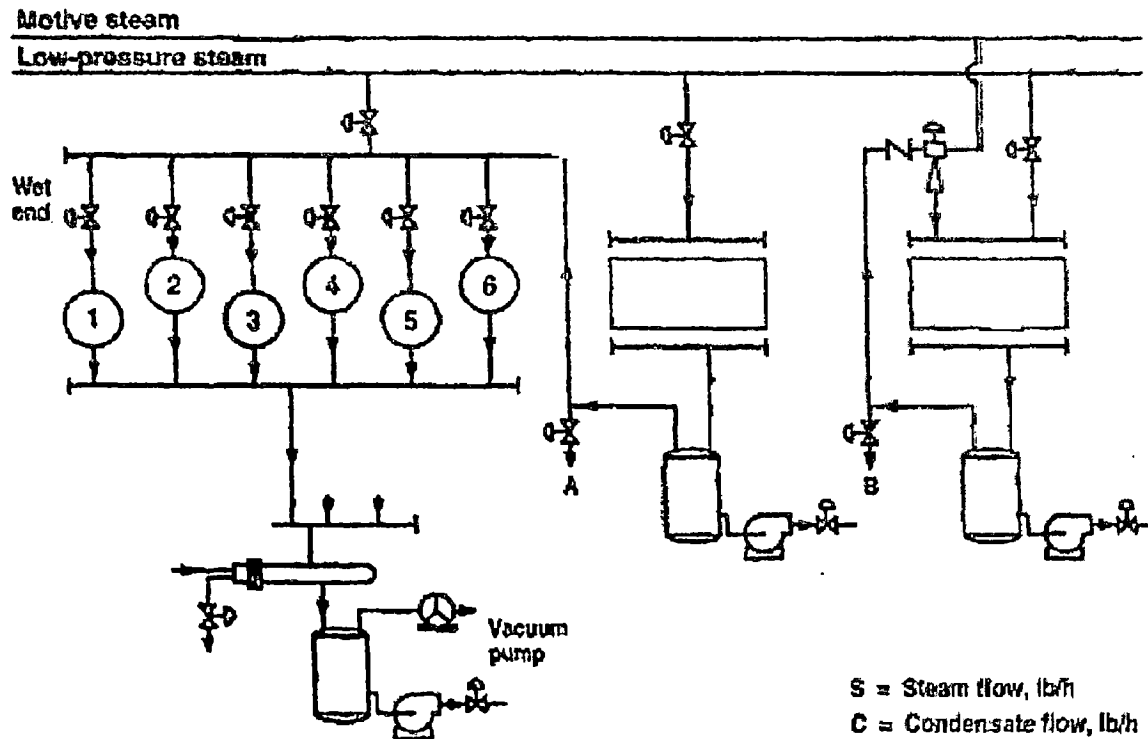 Motive steam
Low-pressure steam
Wet
end
1
2
3
4
5
6
A
B
Vacuum
pump
S = Steam flow, lb/h
C = Condensate flow, lb/h